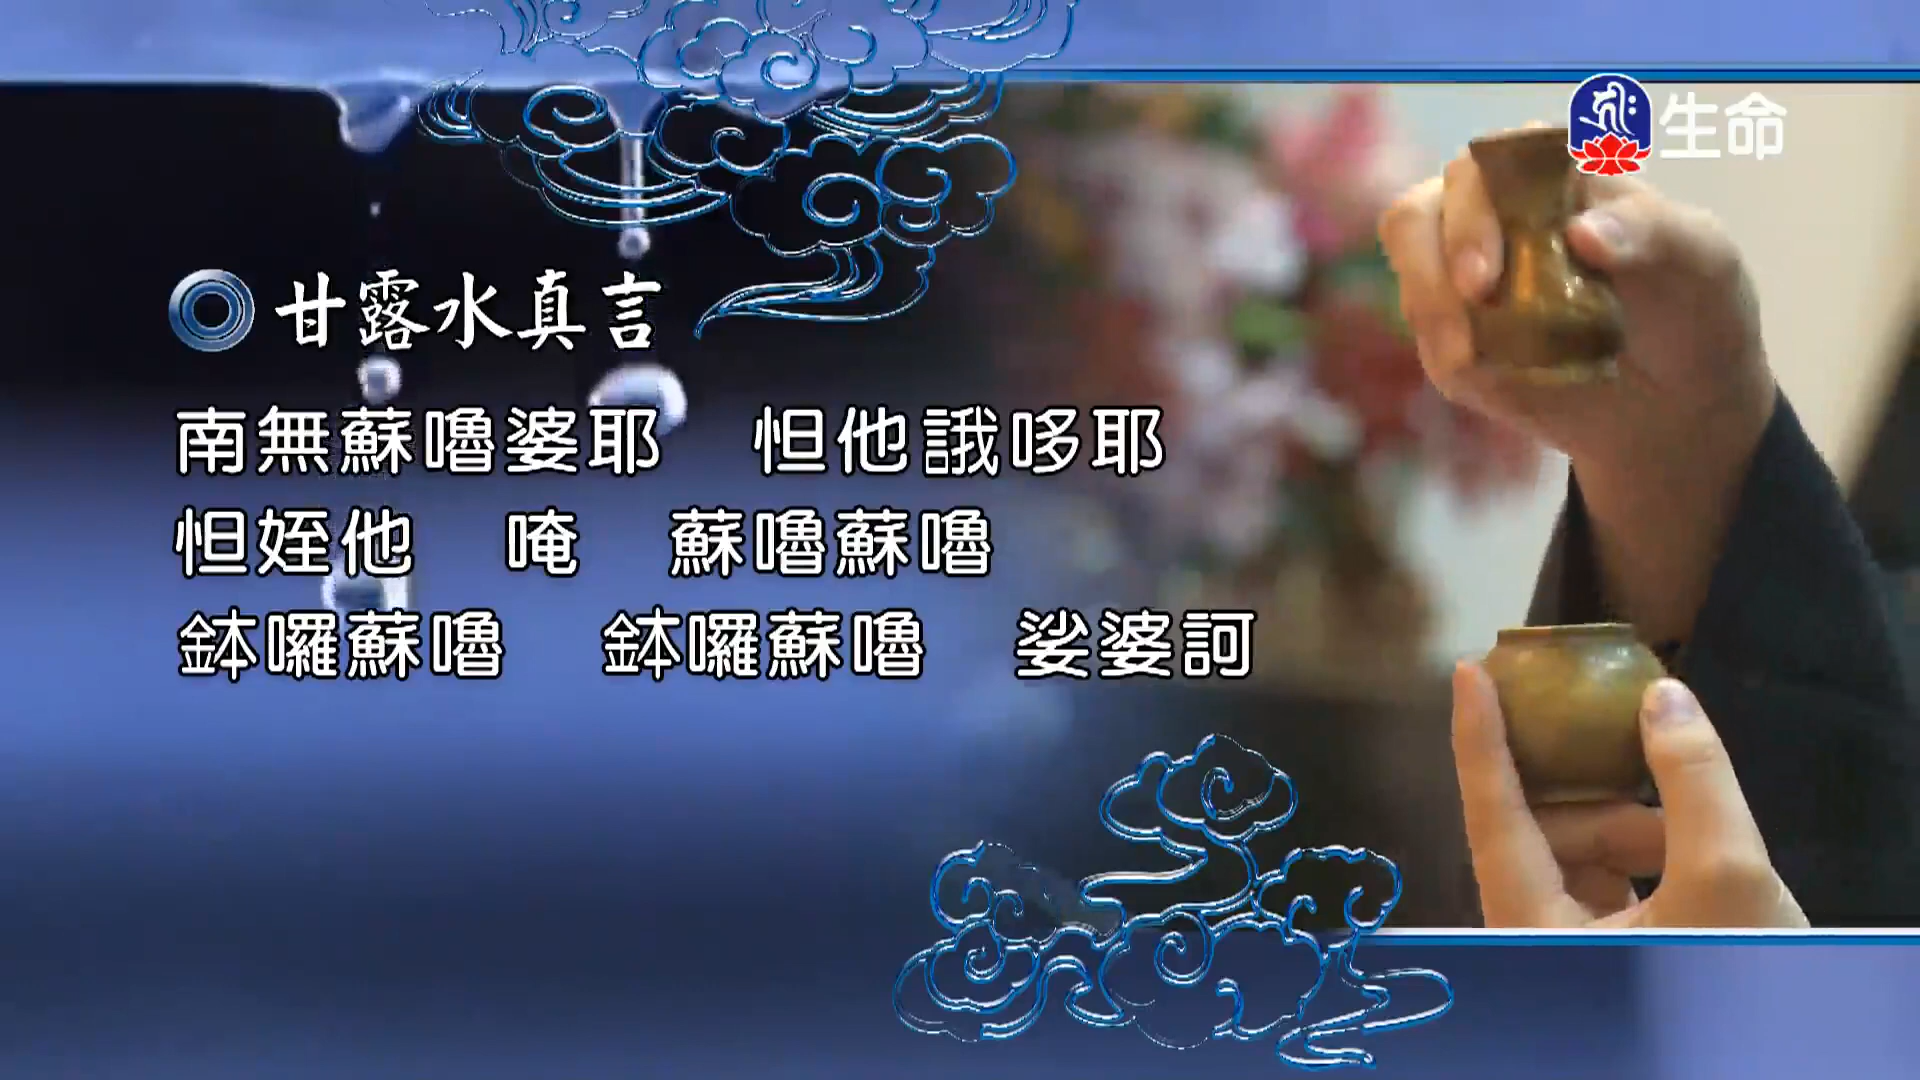 生命
甘露水真言
南無蘇嚕婆耶　怛他誐哆耶
怛姪他　唵　蘇嚕蘇嚕
鉢囉蘇嚕　鉢囉蘇嚕　娑婆訶